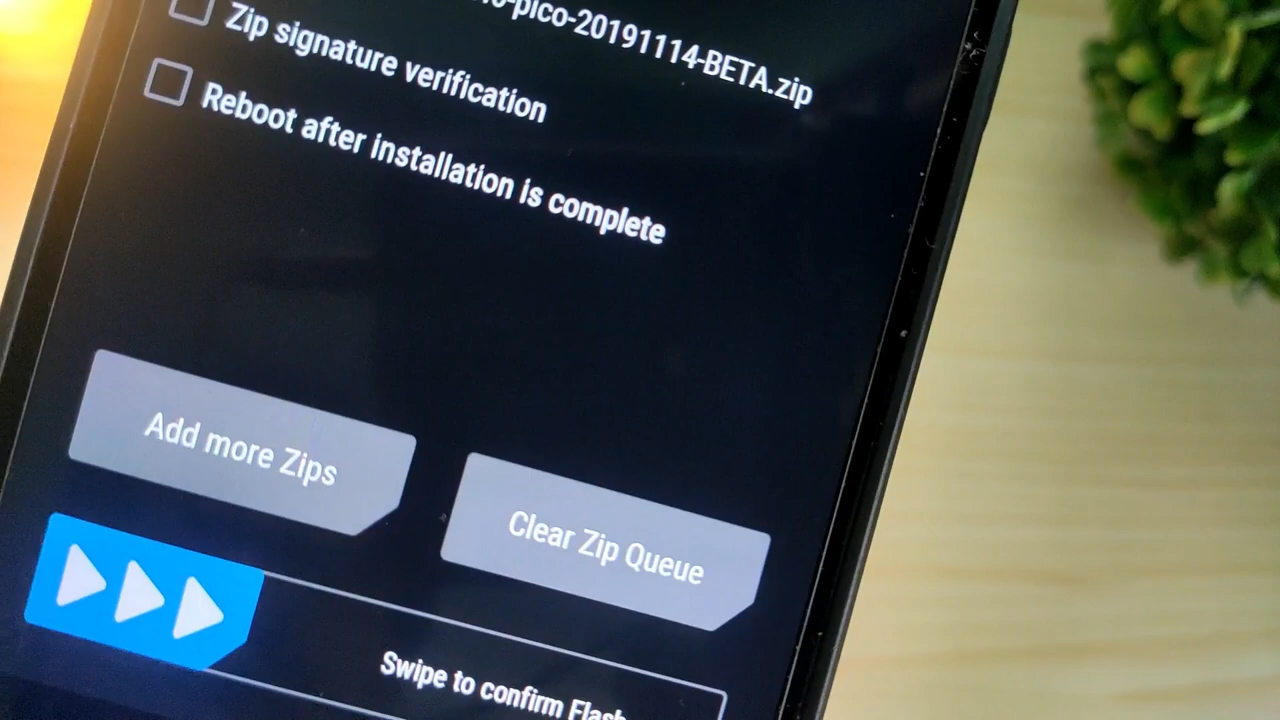 -pico-20191114-BETA.zip
Zip signature verification
Reboot after installation is complete
Add more Zips
Clear Zip Queue
Swipe to confirm Flash